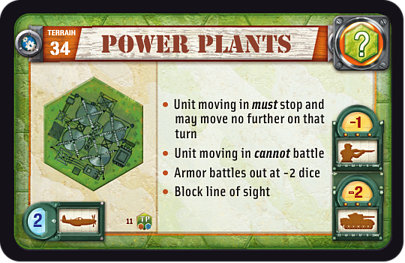 TERRAIN
34
POWER PLANTS
?
• Unit moving in must stop and
may move no further on that
turn
• Unit moving in cannot battle
• Armor battles out at -2 dice
• Block line of sight
-1
-2
2
11